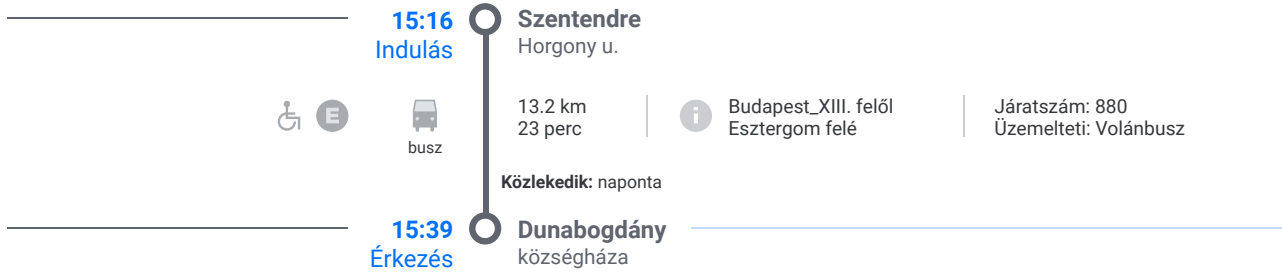 15:16 Szentendre
Indulás Horgony u.
E
busz
13.2 km
23 perc
Budapest_XIII. felől
Esztergom felé
Járatszám: 880
Üzemelteti: Volánbusz
Közlekedik: naponta
15:39 Dunabogdány
Érkezés községháza